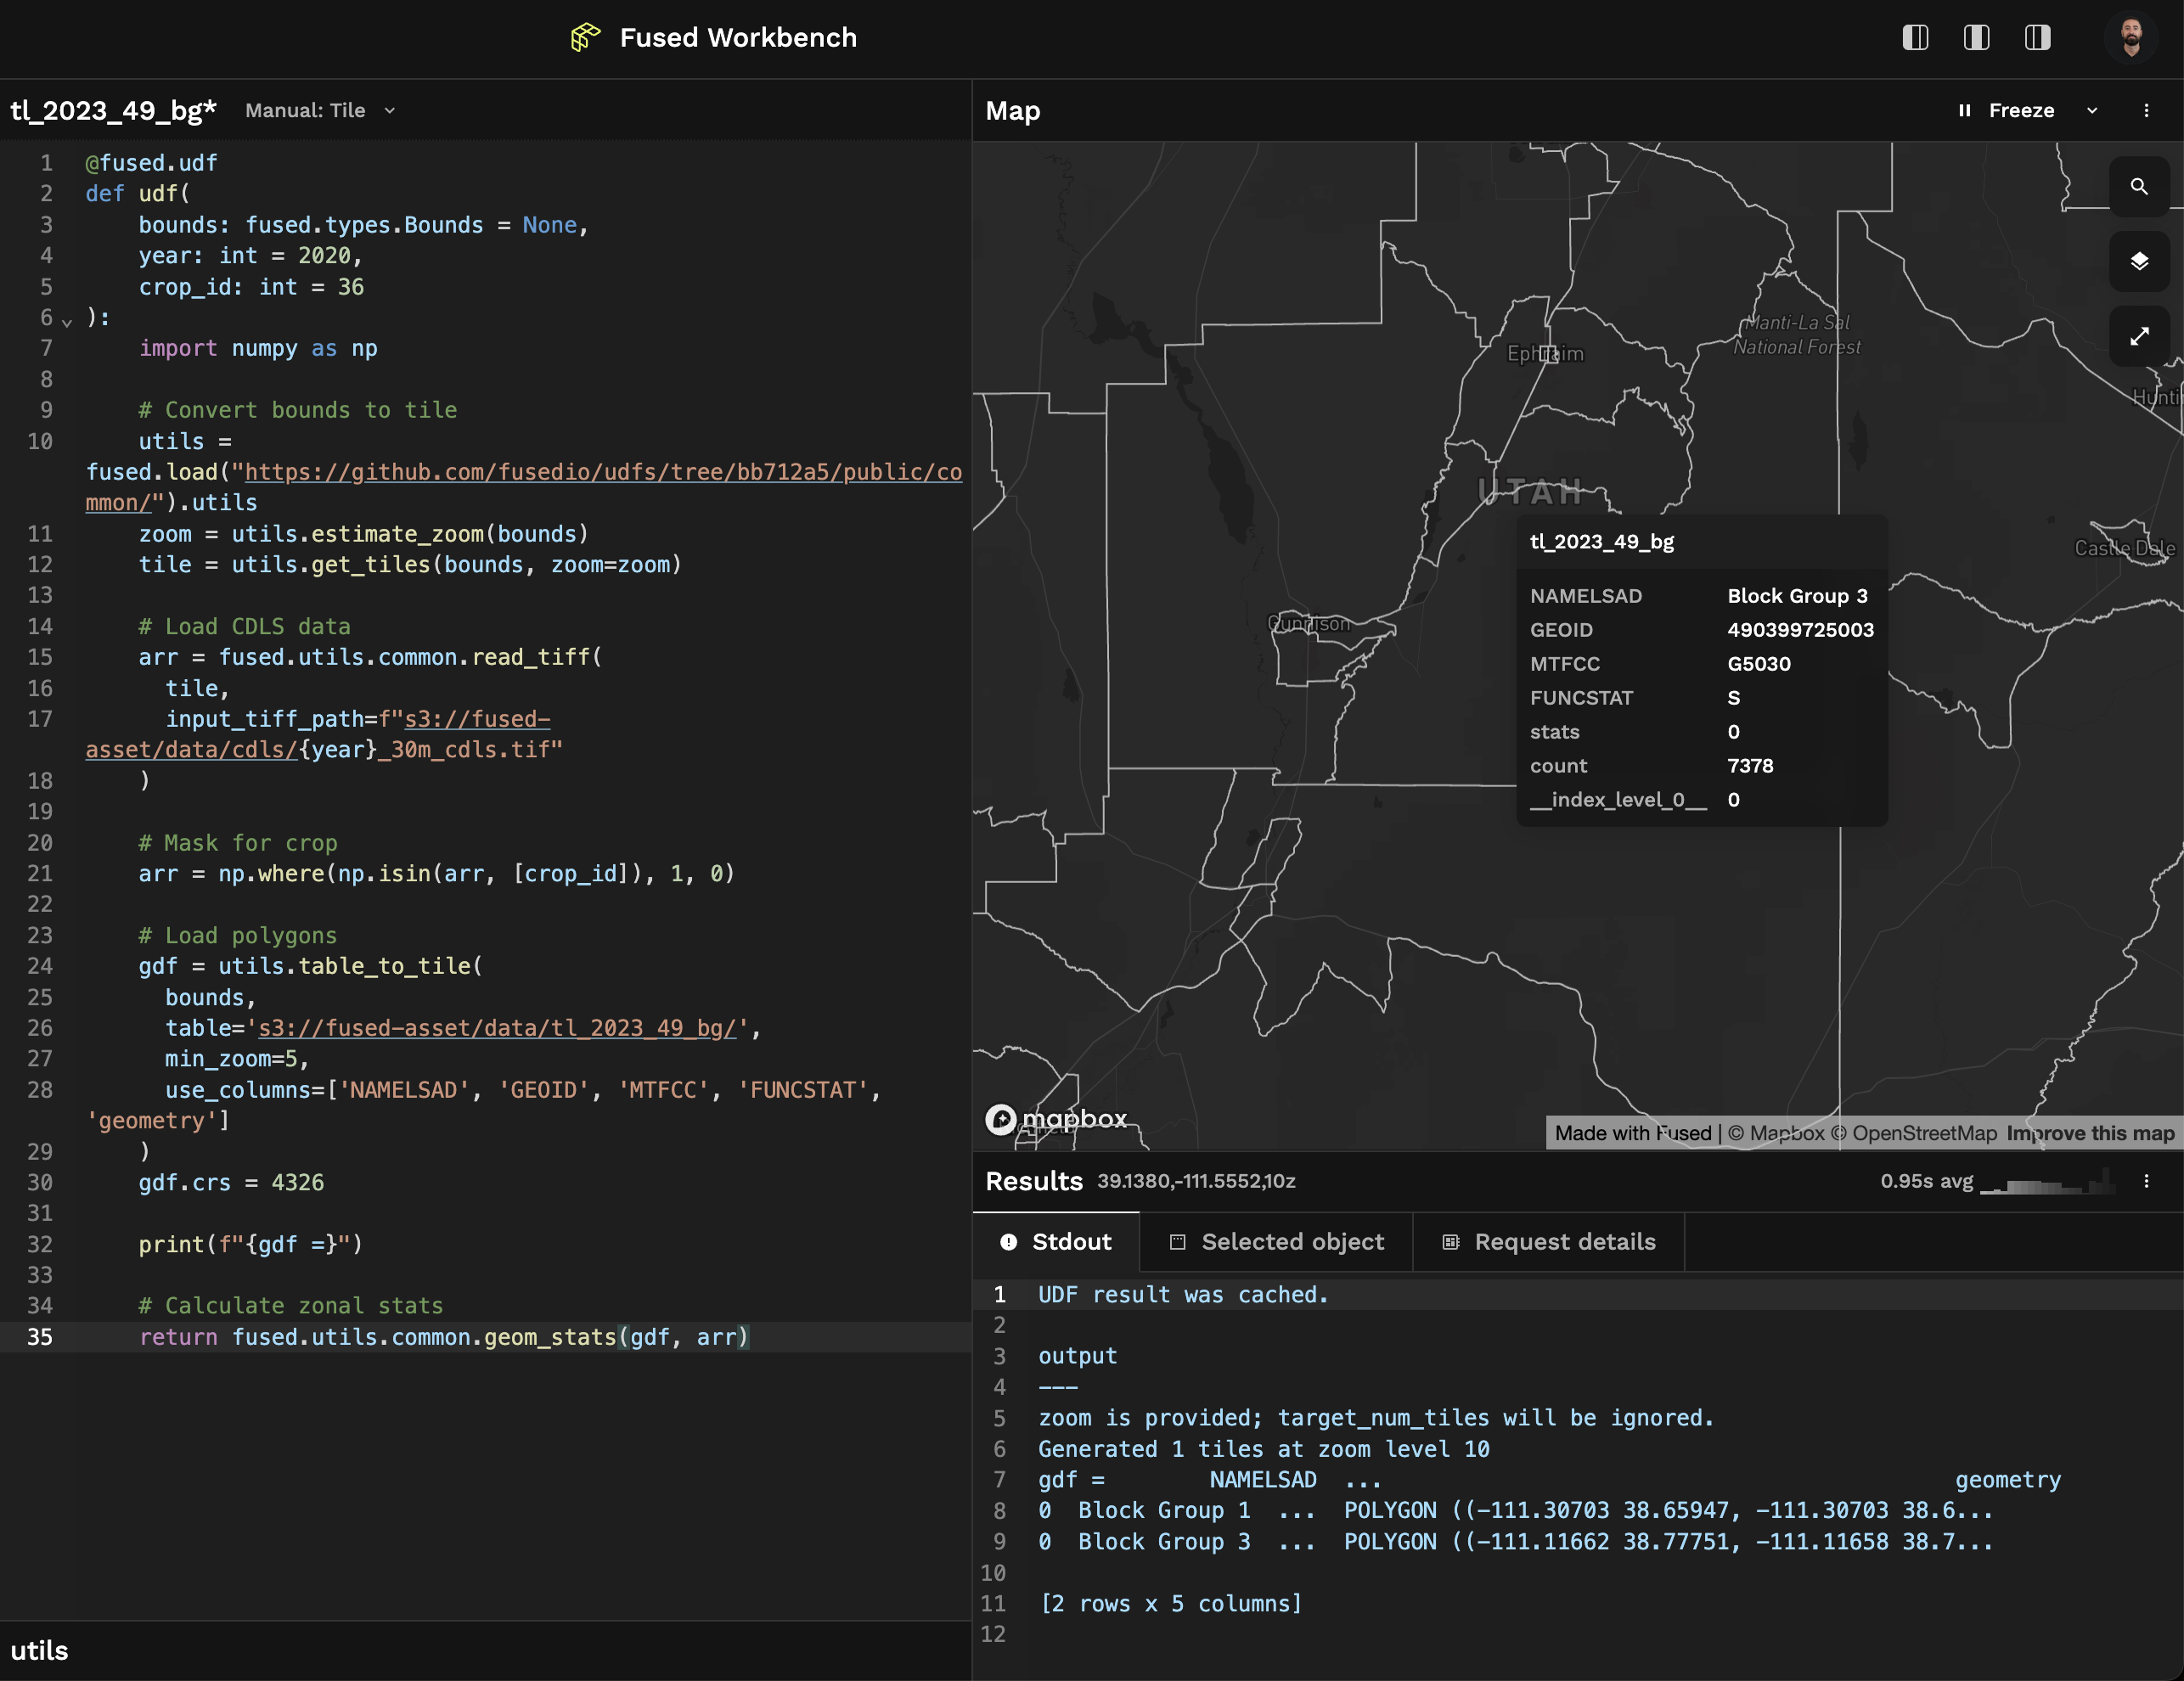 Fused Workbench
tl_2023_49_bg*
Manual: Tile
1 @fused.udf
2 def udf(
3 bounds: fused.types.Bounds = None,
4 year: int = 2020,
5 crop_id: int = 36
6 ):
7 import numpy as np
8
9 # Convert bounds to tile
10 utils =
fused.load("https://github.com/fusedio/udfs/tree/bb712a5/public/co
mmon/").utils
11 zoom = utils.estimate_zoom(bounds)
12 tile = utils.get_tiles(bounds, zoom=zoom)
13
14 # Load CDLS data
15 arr = fused.utils.common.read_tiff(
16 tile,
17 input_tiff_path=f"s3://fused-
asset/data/cdls/{year}_30m_cdls.tif"
18 )
19
20 # Mask for crop
21 arr = np.where(np.isin(arr, [crop_id]), 1, 0)
22
23 # Load polygons
24 gdf = utils.table_to_tile(
25 bounds,
26 table='s3://fused-asset/data/tl_2023_49_bg/',
27 min_zoom=5,
28 use_columns=['NAMELSAD', 'GEOID', 'MTFCC', 'FUNCSTAT',
'geometry']
29 )
30 gdf.crs = 4326
31
32 print(f"{gdf =}")
33
34 # Calculate zonal stats
35 return fused.utils.common.geom_stats(gdf, arr)
utils
Map
Freeze
Manti-La Sal
National Forest
Ephraim
Hunti
UTAH
Castle Dale
Gunnison
tl_2023_49_bg
NAMELSAD Block Group 3
GEOID 490399725003
MTFCC G5030
FUNCSTAT S
stats 0
count 7378
__index_level_0__ 0
mapbox
Made with Fused | © Mapbox © OpenStreetMap Improve this map
Results 39.1380,-111.5552,10z
0.95s avg
Stdout
Selected object
Request details
1 UDF result was cached.
2
3 output
4 ---
5 zoom is provided; target_num_tiles will be ignored.
6 Generated 1 tiles at zoom level 10
7 gdf = NAMELSAD ... geometry
8 0 Block Group 1 ... POLYGON ((-111.30703 38.65947, -111.30703 38.6...
9 0 Block Group 3 ... POLYGON ((-111.11662 38.77751, -111.11658 38.7...
10
11 [2 rows x 5 columns]
12